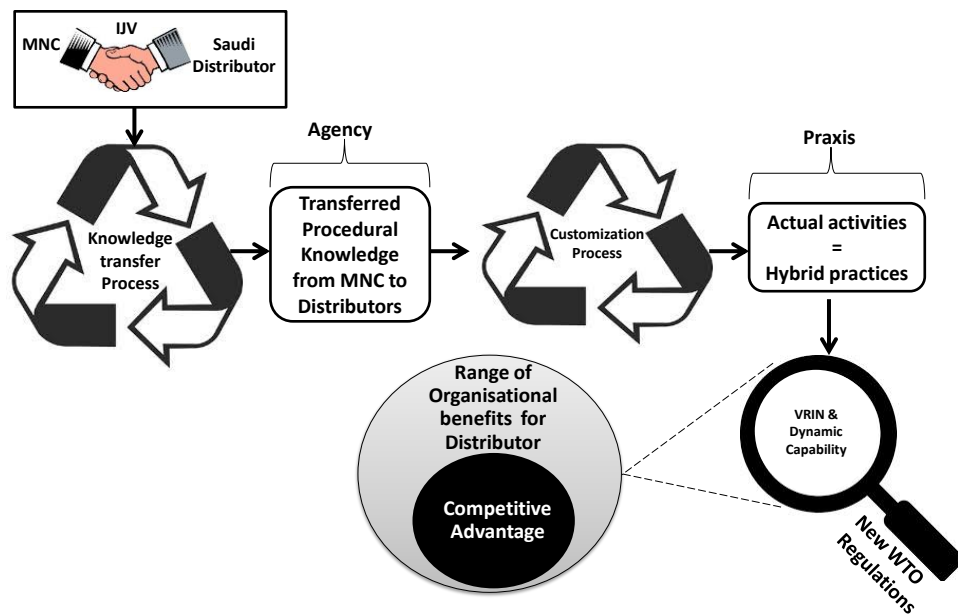 IJV
MNC
Saudi
Distributor
Agency
Praxis
Knowledge
transfer
Process
Transferred
Procedural
Knowledge
from MNC to
Distributors
Customization
Process
Actual activities
=
Hybrid practices
Range of
Organisational
benefits for
Distributor
Competitive
Advantage
VRIN &
Dynamic
Capability
New WTO
Regulations